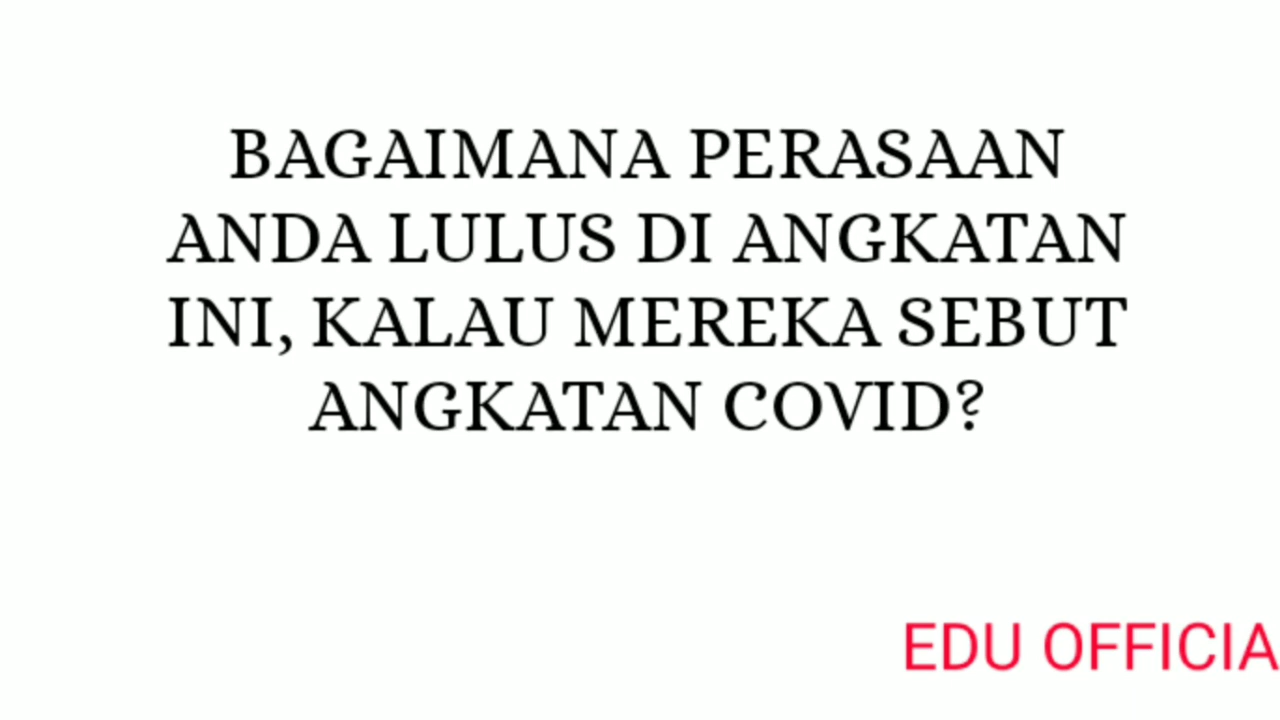 BAGAIMANA PERASAAN
ANDA LULUS DI ANGKATAN
INI, KALAU MEREKA SEBUT
ANGKATAN COVID?
EDU OFFICIA